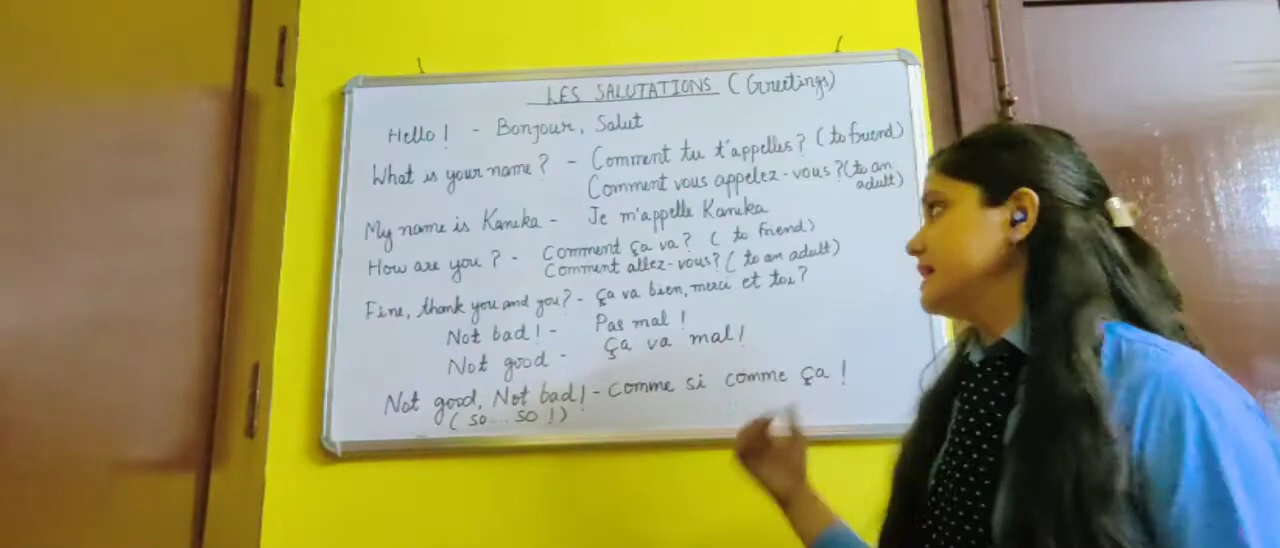 LES SALUTATIONS (Greetings)
Hello! - Bonjour, Salut
What is your name? - Comment tu t'appelles? (to friend)
Comment vous appelez-vous? (to an adult)
My name is Kanika - Je m'appelle Kanika
How are you? - Comment ça va? (to friend)
Comment allez-vous? (to an adult)
Fine, thank you and you? - ça va bien, merci et toi?
Not bad! - Pas mal!
Not good - ça va mal!
Not good, Not bad! - Comme si comme ça!
(so...so!)